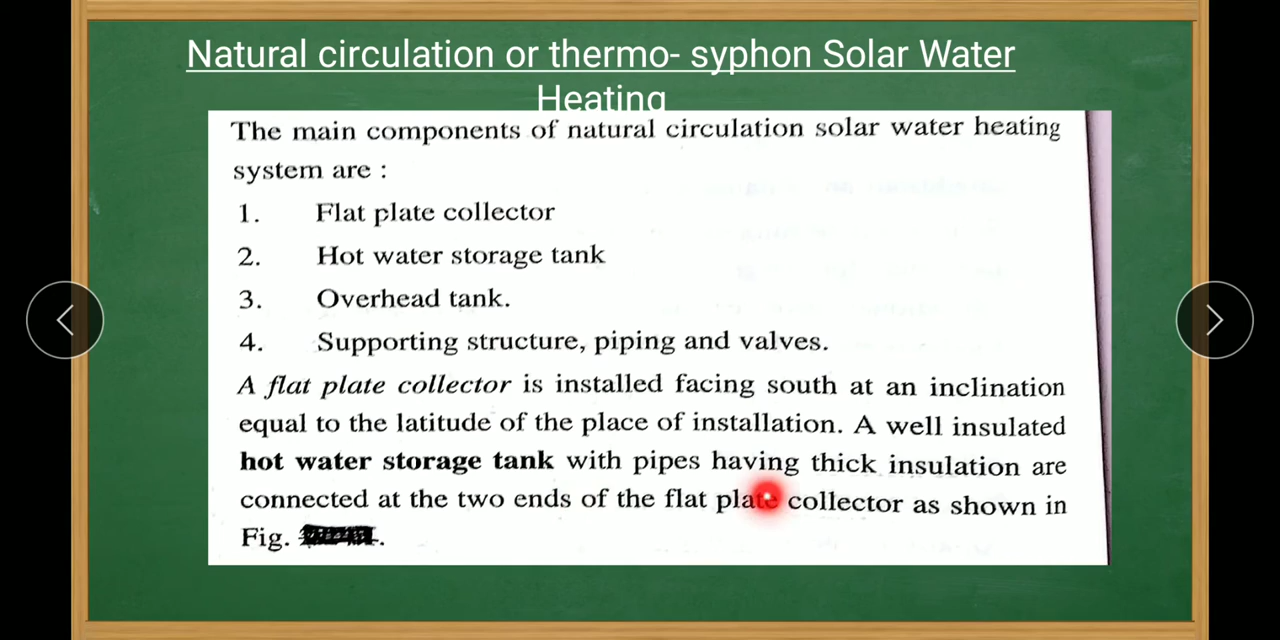 Natural circulation or thermo- syphon Solar Water
Heating
The main components of natural circulation solar water heating
system are :
1. Flat plate collector
2. Hot water storage tank
3. Overhead tank.
4. Supporting structure, piping and valves.
A flat plate collector is installed facing south at an inclination
equal to the latitude of the place of installation. A well insulated
hot water storage tank with pipes having thick insulation are
connected at the two ends of the flat plate collector as shown in
Fig. .